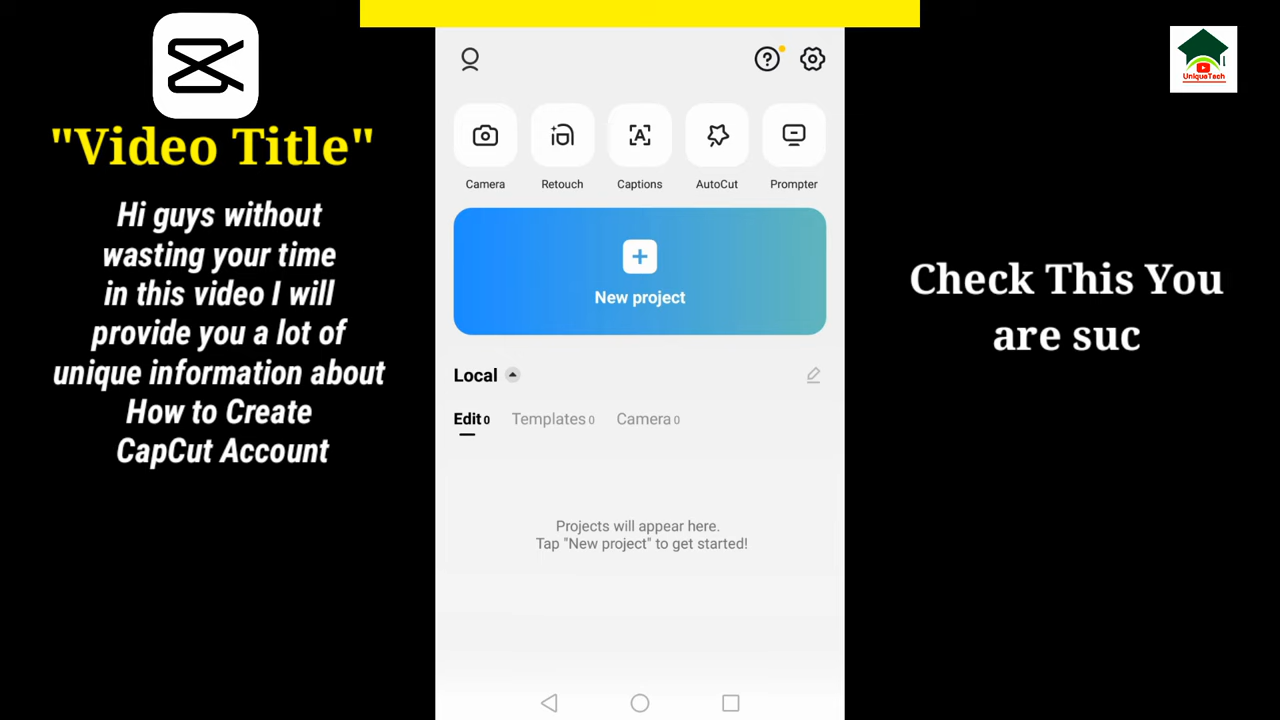 "Video Title"
Hi guys without
wasting your time
in this video I will
provide you a lot of
unique information about
How to Create
CapCut Account
Camera
Retouch
Captions
AutoCut
Prompter
New project
Local
Edit 0
Templates 0
Camera 0
Projects will appear here.
Tap "New project" to get started!
UniqueTech
Check This You
are suc